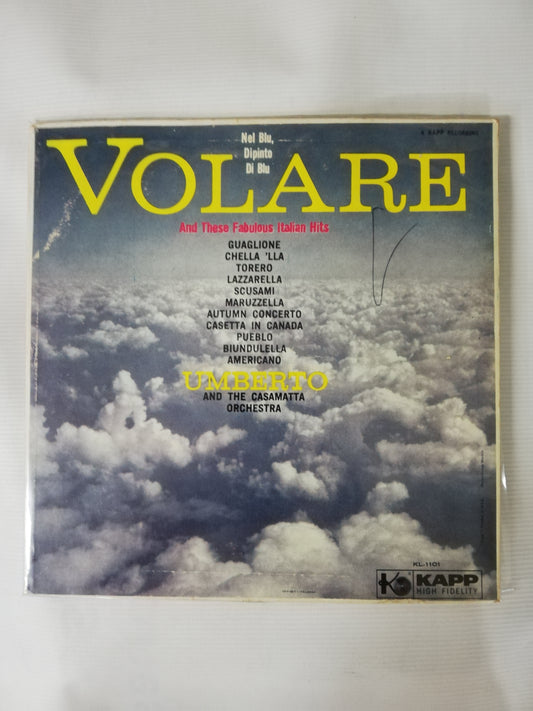 Nel Blu,
Dipinto
Di Blu
A KAPP RECORDING
VOLARE
And These Fabulous Italian Hits
GUAGLIONE
CHELLA 'LLA
TORERO
LAZZARELLA
SCUSAMI
MARUZZELLA
AUTUMN CONCERTO
CASETTA IN CANADA
PUEBLO
BIUNDULELLA
AMERICANO
UMBERTO
AND THE CASAMATTA
ORCHESTRA
KL-1101
K KAPP
HIGH FIDELITY